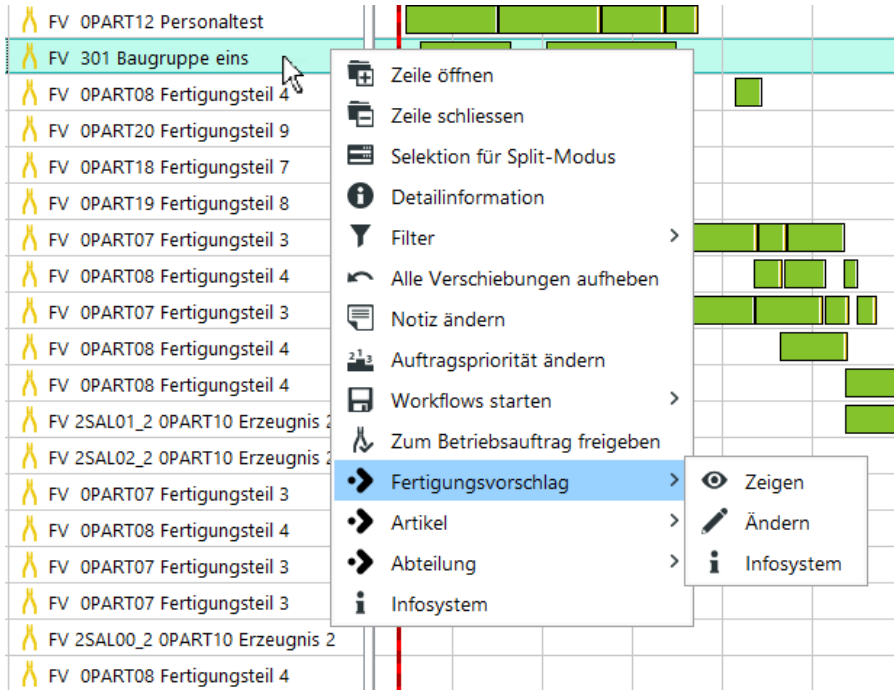 FV 0PART12 Personaltest
FV 301 Baugruppe eins
FV 0PART08 Fertigungsteil 4
FV 0PART20 Fertigungsteil 9
FV 0PART18 Fertigungsteil 7
FV 0PART19 Fertigungsteil 8
FV 0PART07 Fertigungsteil 3
FV 0PART08 Fertigungsteil 4
FV 0PART07 Fertigungsteil 3
FV 0PART08 Fertigungsteil 4
FV 0PART08 Fertigungsteil 4
FV 2SAL01_2 0PART10 Erzeugnis 2
FV 2SAL02_2 0PART10 Erzeugnis 2
FV 0PART07 Fertigungsteil 3
FV 0PART08 Fertigungsteil 4
FV 0PART07 Fertigungsteil 3
FV 0PART07 Fertigungsteil 3
FV 2SAL00_2 0PART10 Erzeugnis 2
FV 0PART08 Fertigungsteil 4
Zeile öffnen
Zeile schliessen
Selektion für Split-Modus
Detailinformation
Filter
Alle Verschiebungen aufheben
Notiz ändern
2 1 3 Auftragspriorität ändern
Workflows starten
Zum Betriebsauftrag freigeben
Fertigungsvorschlag
Artikel
Abteilung
Infosystem
Zeigen
Ändern
Infosystem